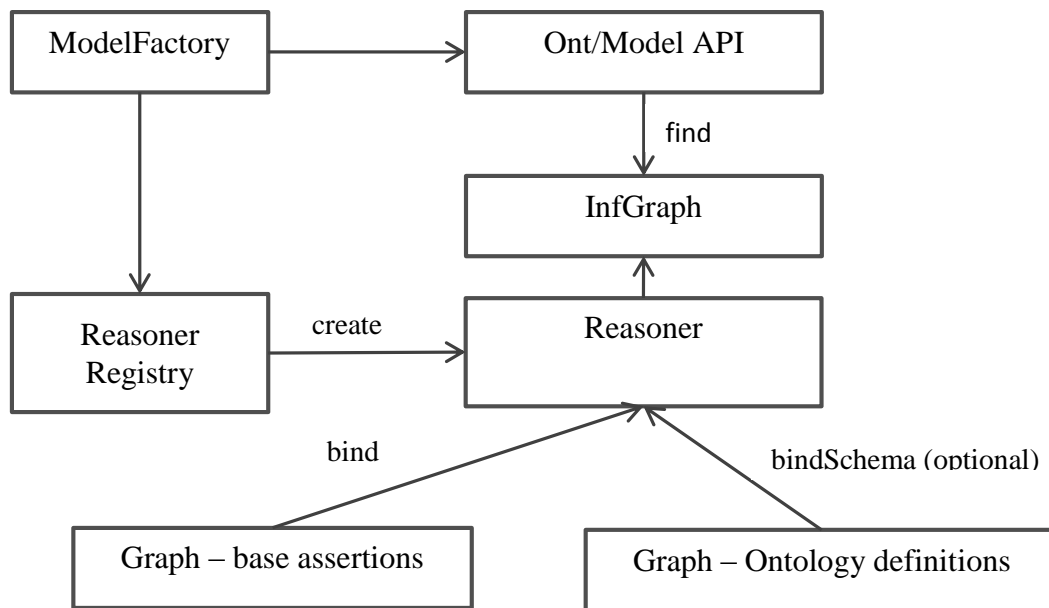 ModelFactory
Ont/Model API
find
InfGraph
Reasoner
Registry
create
Reasoner
bind
bindSchema (optional)
Graph – base assertions
Graph – Ontology definitions